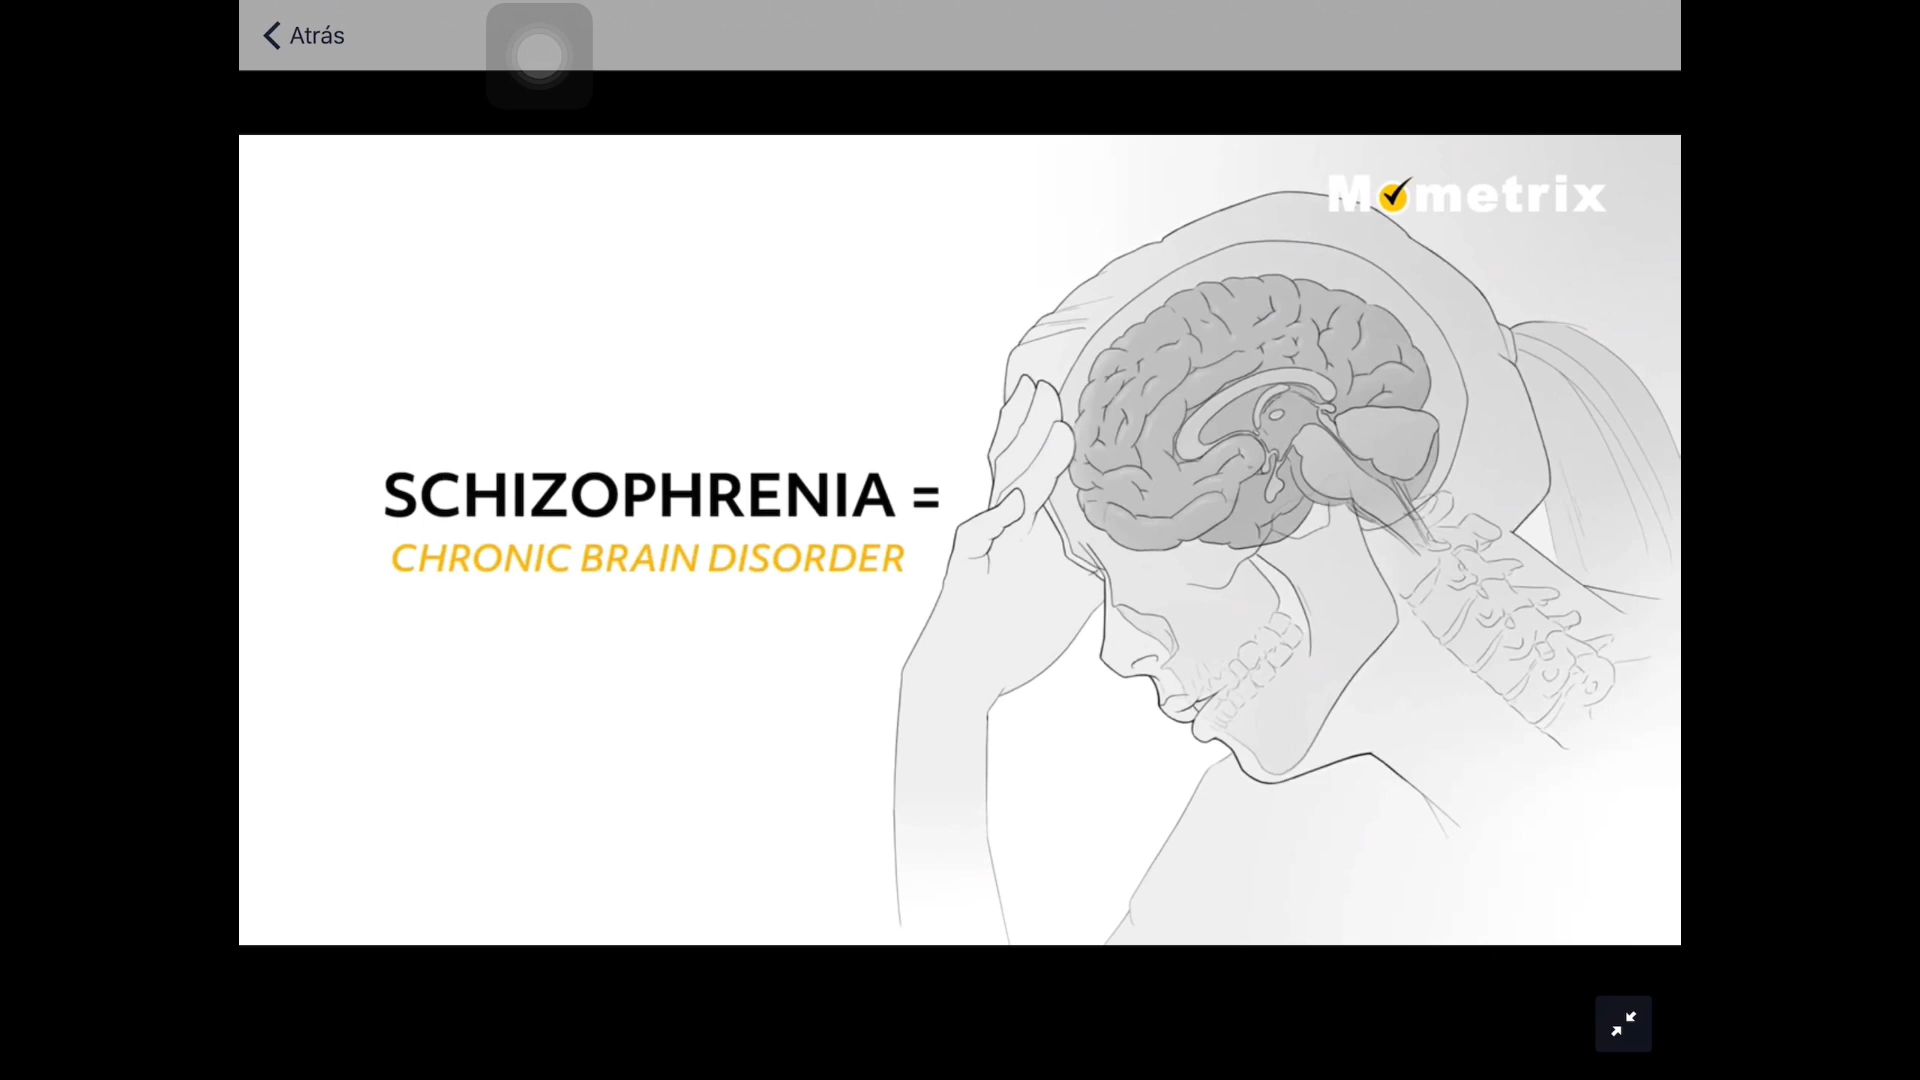 Atrás
Mometrix
SCHIZOPHRENIA =
CHRONIC BRAIN DISORDER